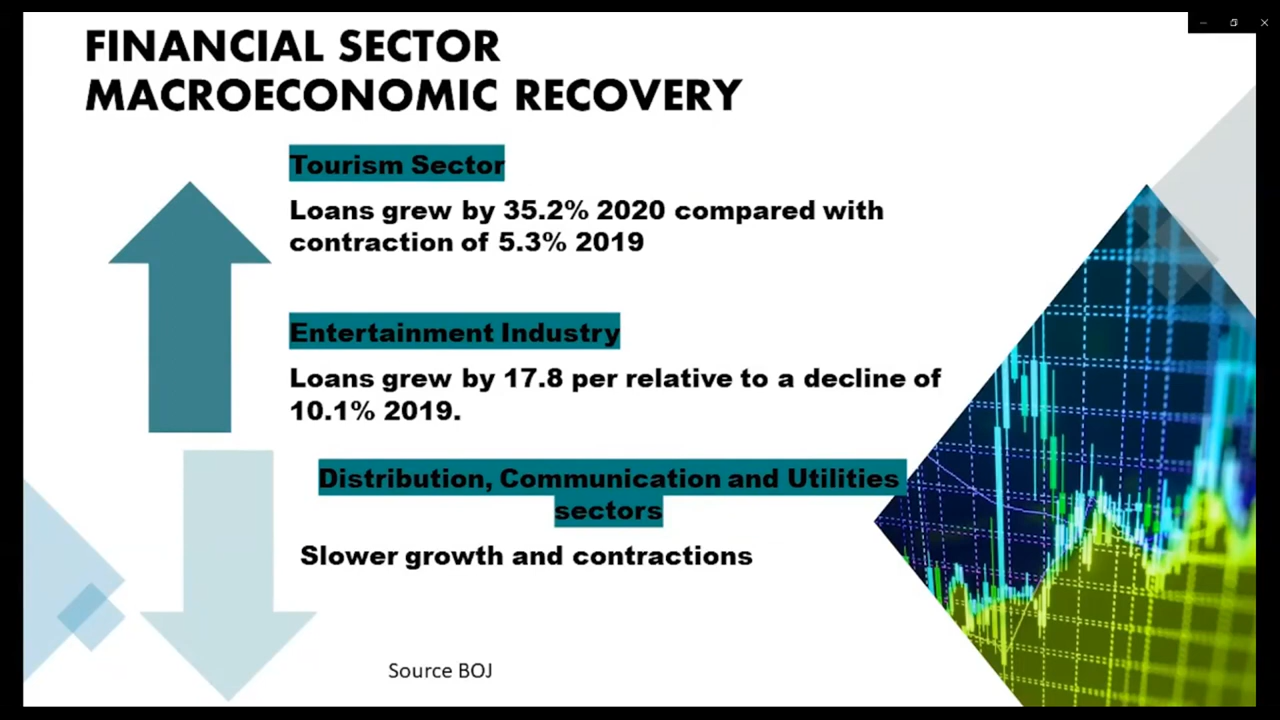 FINANCIAL SECTOR
MACROECONOMIC RECOVERY
Tourism Sector
Loans grew by 35.2% 2020 compared with
contraction of 5.3% 2019
Entertainment Industry
Loans grew by 17.8 per relative to a decline of
10.1% 2019.
Distribution, Communication and Utilities
sectors
Slower growth and contractions
Source BOJ